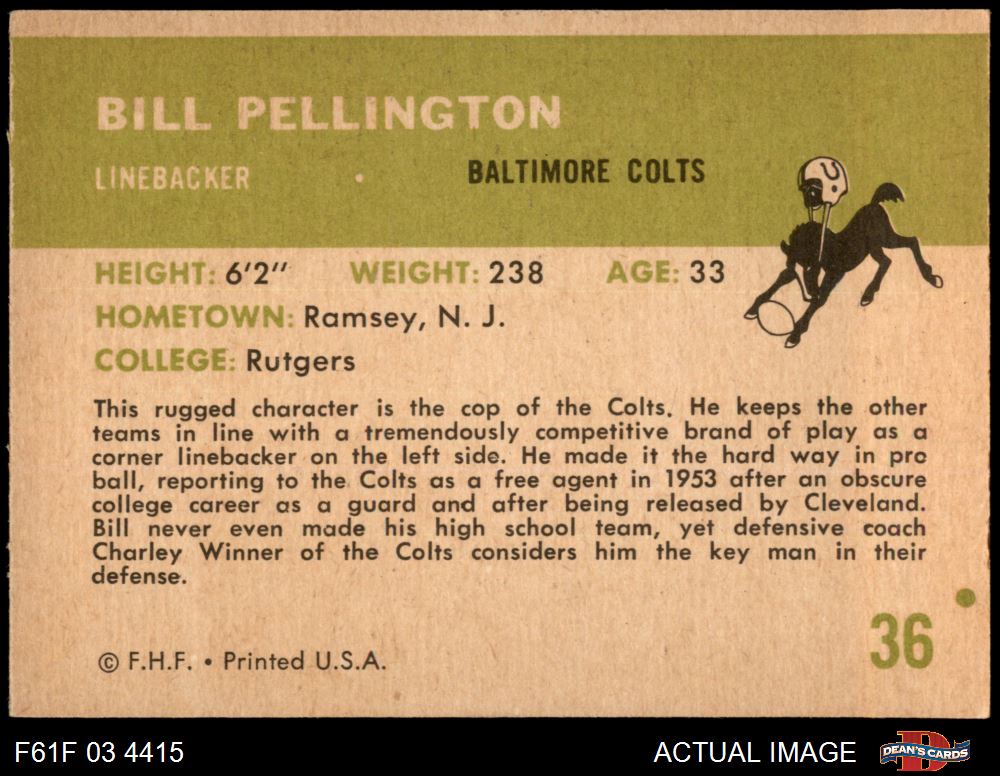 BILL PELLINGTON
LINEBACKER • BALTIMORE COLTS
HEIGHT: 6'2" WEIGHT: 238 AGE: 33
HOMETOWN: Ramsey, N. J.
COLLEGE: Rutgers
This rugged character is the cop of the Colts. He keeps the other
teams in line with a tremendously competitive brand of play as a
corner linebacker on the left side. He made it the hard way in pro
ball, reporting to the Colts as a free agent in 1953 after an obscure
college career as a guard and after being released by Cleveland.
Bill never even made his high school team, yet defensive coach
Charley Winner of the Colts considers him the key man in their
defense.
36
© F.H.F. • Printed U.S.A.
F61F 03 4415 ACTUAL IMAGE DEAN'S CARDS